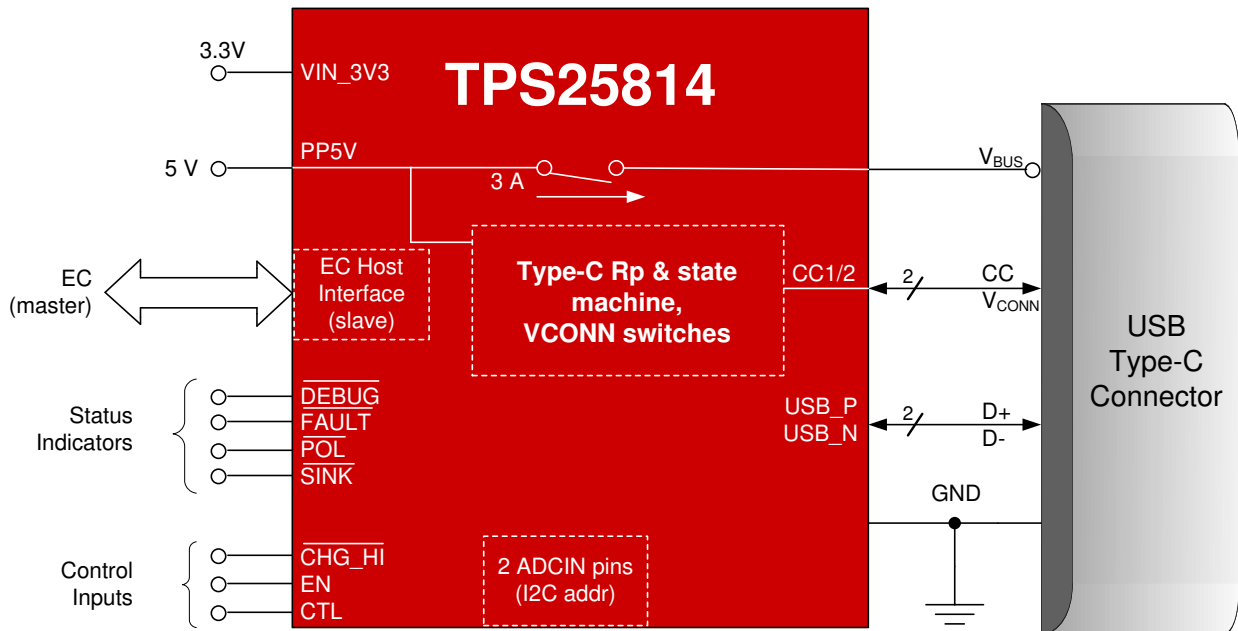 TPS25814
3.3V
VIN_3V3
5 V
PP5V
3 A
V_BUS
EC
(master)
EC Host
Interface
(slave)
Type-C Rp & state
machine,
VCONN switches
CC1/2
2
CC
V_CONN
USB
Type-C
Connector
Status
Indicators
DEBUG
FAULT
POL
SINK
USB_P
USB_N
2
D+
D-
GND
Control
Inputs
CHG_HI
EN
CTL
2 ADCIN pins
(I2C addr)